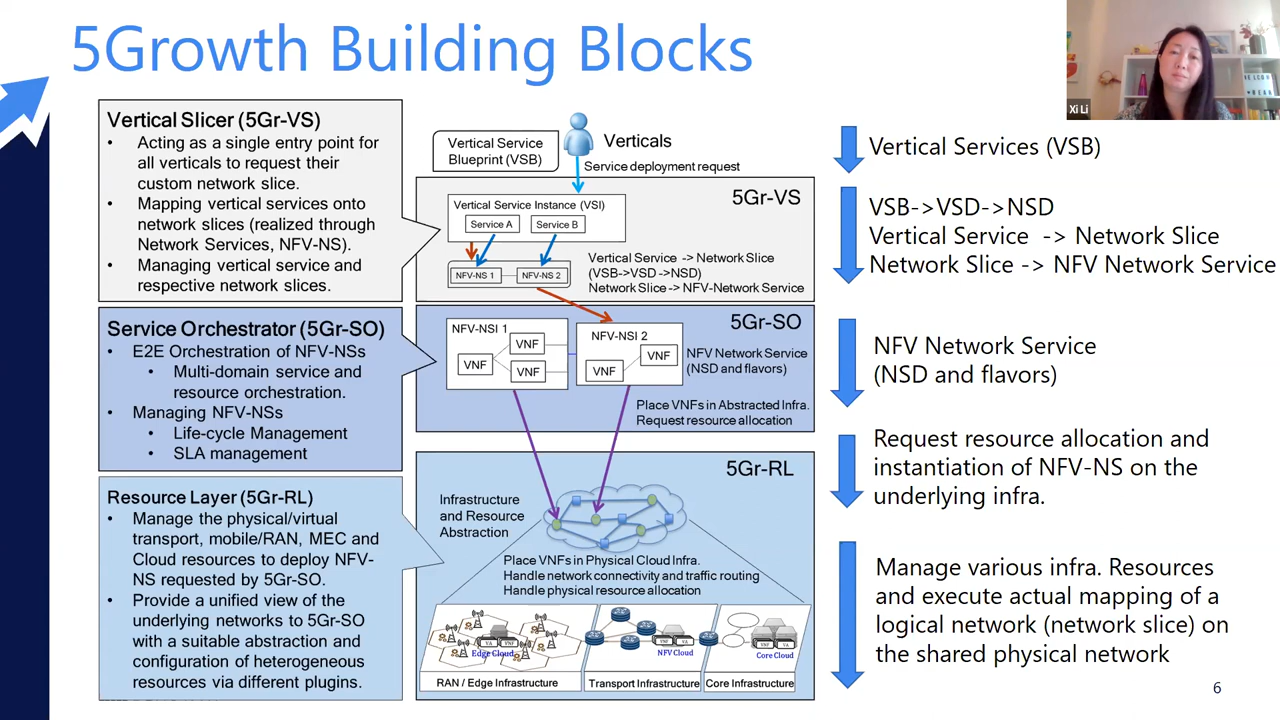 5Growth Building Blocks
Xi Li
Vertical Slicer (5Gr-VS)
• Acting as a single entry point for
all verticals to request their
custom network slice.
• Mapping vertical services onto
network slices (realized through
Network Services, NFV-NS).
• Managing vertical service and
respective network slices.
Service Orchestrator (5Gr-SO)
• E2E Orchestration of NFV-NSs
• Multi-domain service and
resource orchestration.
• Managing NFV-NSs
• Life-cycle Management
• SLA management
Resource Layer (5Gr-RL)
• Manage the physical/virtual
transport, mobile/RAN, MEC and
Cloud resources to deploy NFV-
NS requested by 5Gr-SO.
• Provide a unified view of the
underlying networks to 5Gr-SO
with a suitable abstraction and
configuration of heterogeneous
resources via different plugins.
Vertical Service
Blueprint (VSB)
Verticals
Service deployment request
5Gr-VS
Vertical Service Instance (VSI)
Service A
Service B
NFV-NS 1
NFV-NS 2
Vertical Service -> Network Slice
(VSB->VSD ->NSD)
Network Slice-> NFV-Network Service
5Gr-SO
NFV-NSI 1
VNF
VNF
VNF
NFV-NSI 2
VNF
VNF
NFV Network Service
(NSD and flavors)
Place VNFs in Abstracted Infra.
Request resource allocation
5Gr-RL
Infrastructure
and Resource
Abstraction
Place VNFs in Physical Cloud Infra.
Handle network connectivity and traffic routing
Handle physical resource allocation
VNF VA
Edge Cloud
VNF VA
NFV Cloud
VNF VA
Core Cloud
RAN / Edge Infrastructure
Transport Infrastructure
Core Infrastructure
Vertical Services (VSB)
VSB->VSD->NSD
Vertical Service -> Network Slice
Network Slice -> NFV Network Service
NFV Network Service
(NSD and flavors)
Request resource allocation and
instantiation of NFV-NS on the
underlying infra.
Manage various infra. Resources
and execute actual mapping of a
logical network (network slice) on
the shared physical network
6